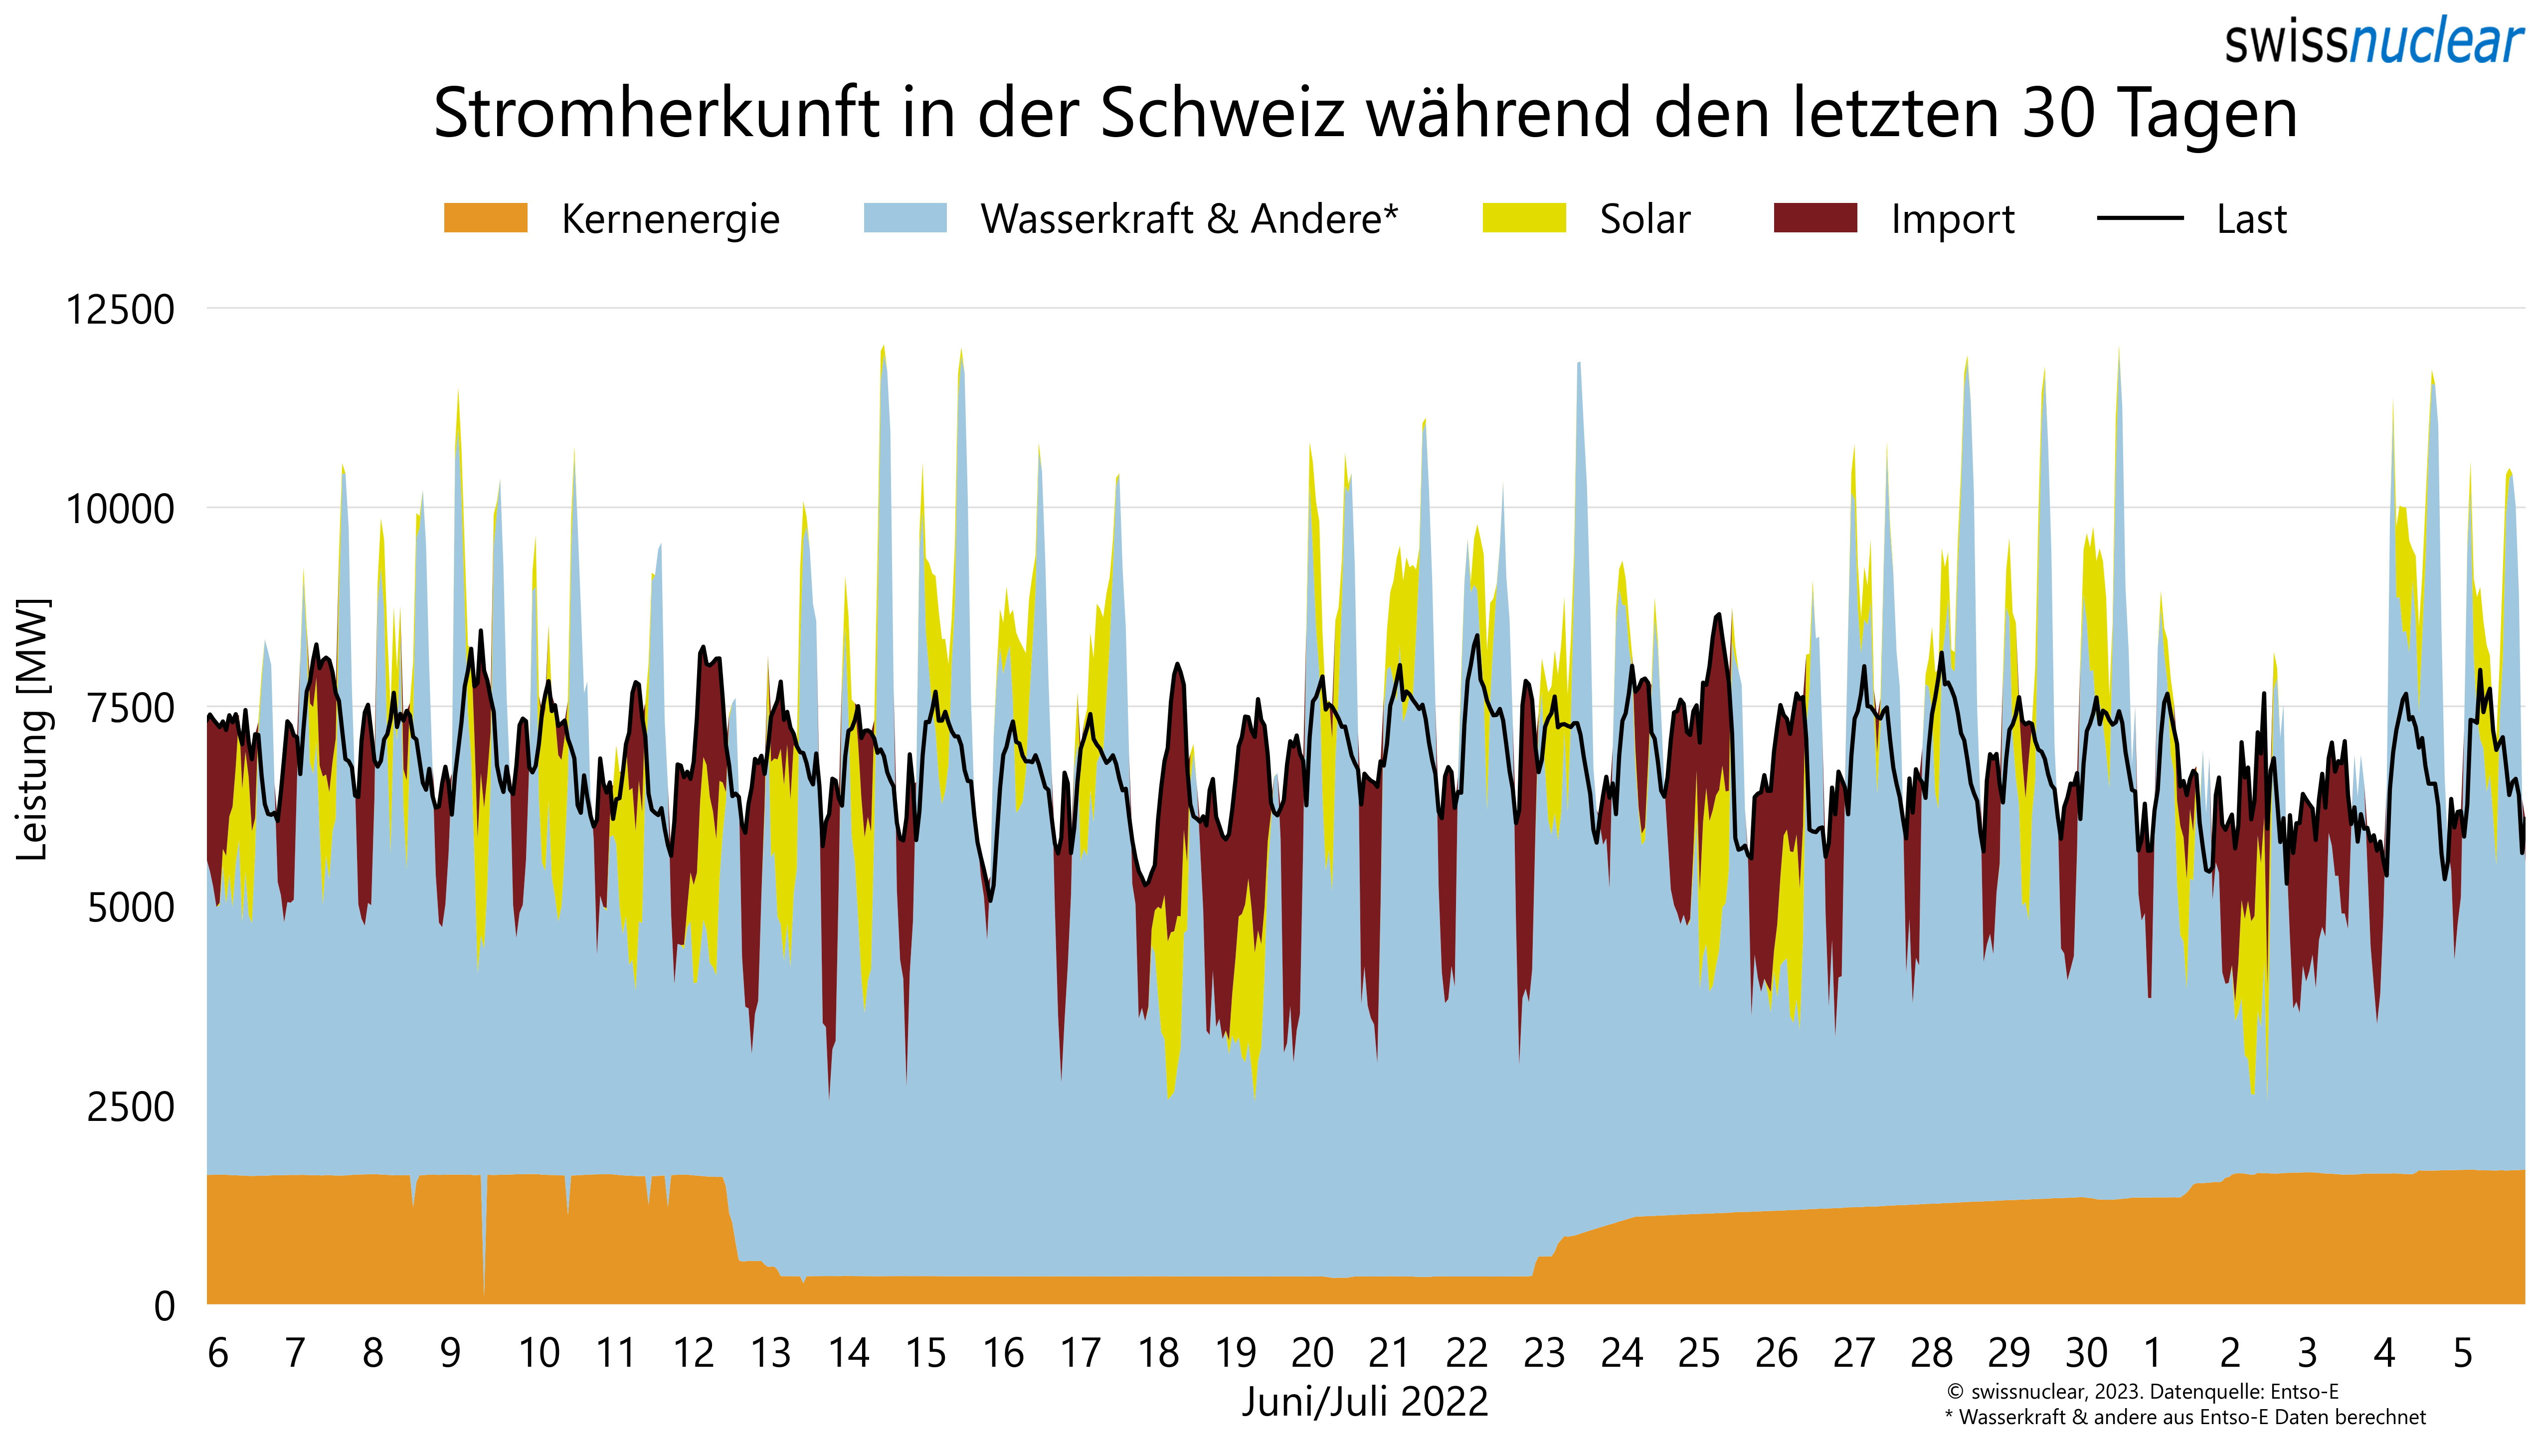 swissnuclear
Stromherkunft in der Schweiz während den letzten 30 Tagen
Kernenergie Wasserkraft & Andere* Solar Import Last
12500
10000
7500
5000
2500
0
Leistung [MW]
6 7 8 9 10 11 12 13 14 15 16 17 18 19 20 21 22 23 24 25 26 27 28 29 30 1 2 3 4 5
Juni/Juli 2022
© swissnuclear, 2023. Datenquelle: Entso-E
* Wasserkraft & andere aus Entso-E Daten berechnet